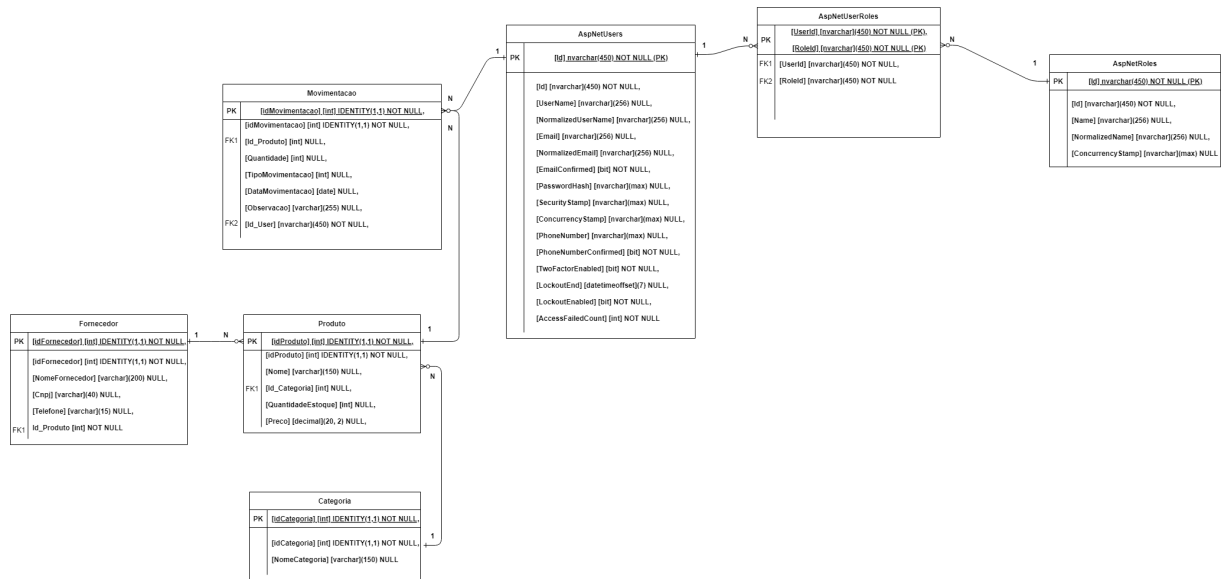 AspNetUserRoles
PK
[UserId] [nvarchar](450) NOT NULL (PK),
[RoleId] [nvarchar](450) NOT NULL (PK)
FK1
[UserId] [nvarchar](450) NOT NULL,
FK2
[RoleId] [nvarchar](450) NOT NULL
AspNetUsers
PK
[Id] nvarchar(450) NOT NULL (PK)
[Id] [nvarchar](450) NOT NULL,
[UserName] [nvarchar](256) NULL,
[NormalizedUserName] [nvarchar](256) NULL,
[Email] [nvarchar](256) NULL,
[NormalizedEmail] [nvarchar](256) NULL,
[EmailConfirmed] [bit] NOT NULL,
[PasswordHash] [nvarchar](max) NULL,
[SecurityStamp] [nvarchar](max) NULL,
[ConcurrencyStamp] [nvarchar](max) NULL,
[PhoneNumber] [nvarchar](max) NULL,
[PhoneNumberConfirmed] [bit] NOT NULL,
[TwoFactorEnabled] [bit] NOT NULL,
[LockoutEnd] [datetimeoffset](7) NULL,
[LockoutEnabled] [bit] NOT NULL,
[AccessFailedCount] [int] NOT NULL
1
N
N
1
1
N
AspNetRoles
PK
[Id] nvarchar(450) NOT NULL (PK)
[Id] [nvarchar](450) NOT NULL,
[Name] [nvarchar](256) NULL,
[NormalizedName] [nvarchar](256) NULL,
[ConcurrencyStamp] [nvarchar](max) NULL
Movimentacao
PK
[idMovimentacao] [int] IDENTITY(1,1) NOT NULL,
[idMovimentacao] [int] IDENTITY(1,1) NOT NULL,
FK1
[Id_Produto] [int] NULL,
[Quantidade] [int] NULL,
[TipoMovimentacao] [int] NULL,
[DataMovimentacao] [date] NULL,
[Observacao] [varchar](255) NULL,
FK2
[Id_User] [nvarchar](450) NOT NULL,
N
Fornecedor
PK
[idFornecedor] [int] IDENTITY(1,1) NOT NULL,
[idFornecedor] [int] IDENTITY(1,1) NOT NULL,
[NomeFornecedor] [varchar](200) NULL,
[Cnpj] [varchar](40) NULL,
[Telefone] [varchar](15) NULL,
FK1
Id_Produto [int] NOT NULL
1
N
Produto
PK
[idProduto] [int] IDENTITY(1,1) NOT NULL,
[idProduto] [int] IDENTITY(1,1) NOT NULL,
[Nome] [varchar](150) NULL,
FK1
[Id_Categoria] [int] NULL,
[QuantidadeEstoque] [int] NULL,
[Preco] [decimal](20, 2) NULL,
1
N
Categoria
PK
[idCategoria] [int] IDENTITY(1,1) NOT NULL,
[idCategoria] [int] IDENTITY(1,1) NOT NULL,
[NomeCategoria] [varchar](150) NULL
1